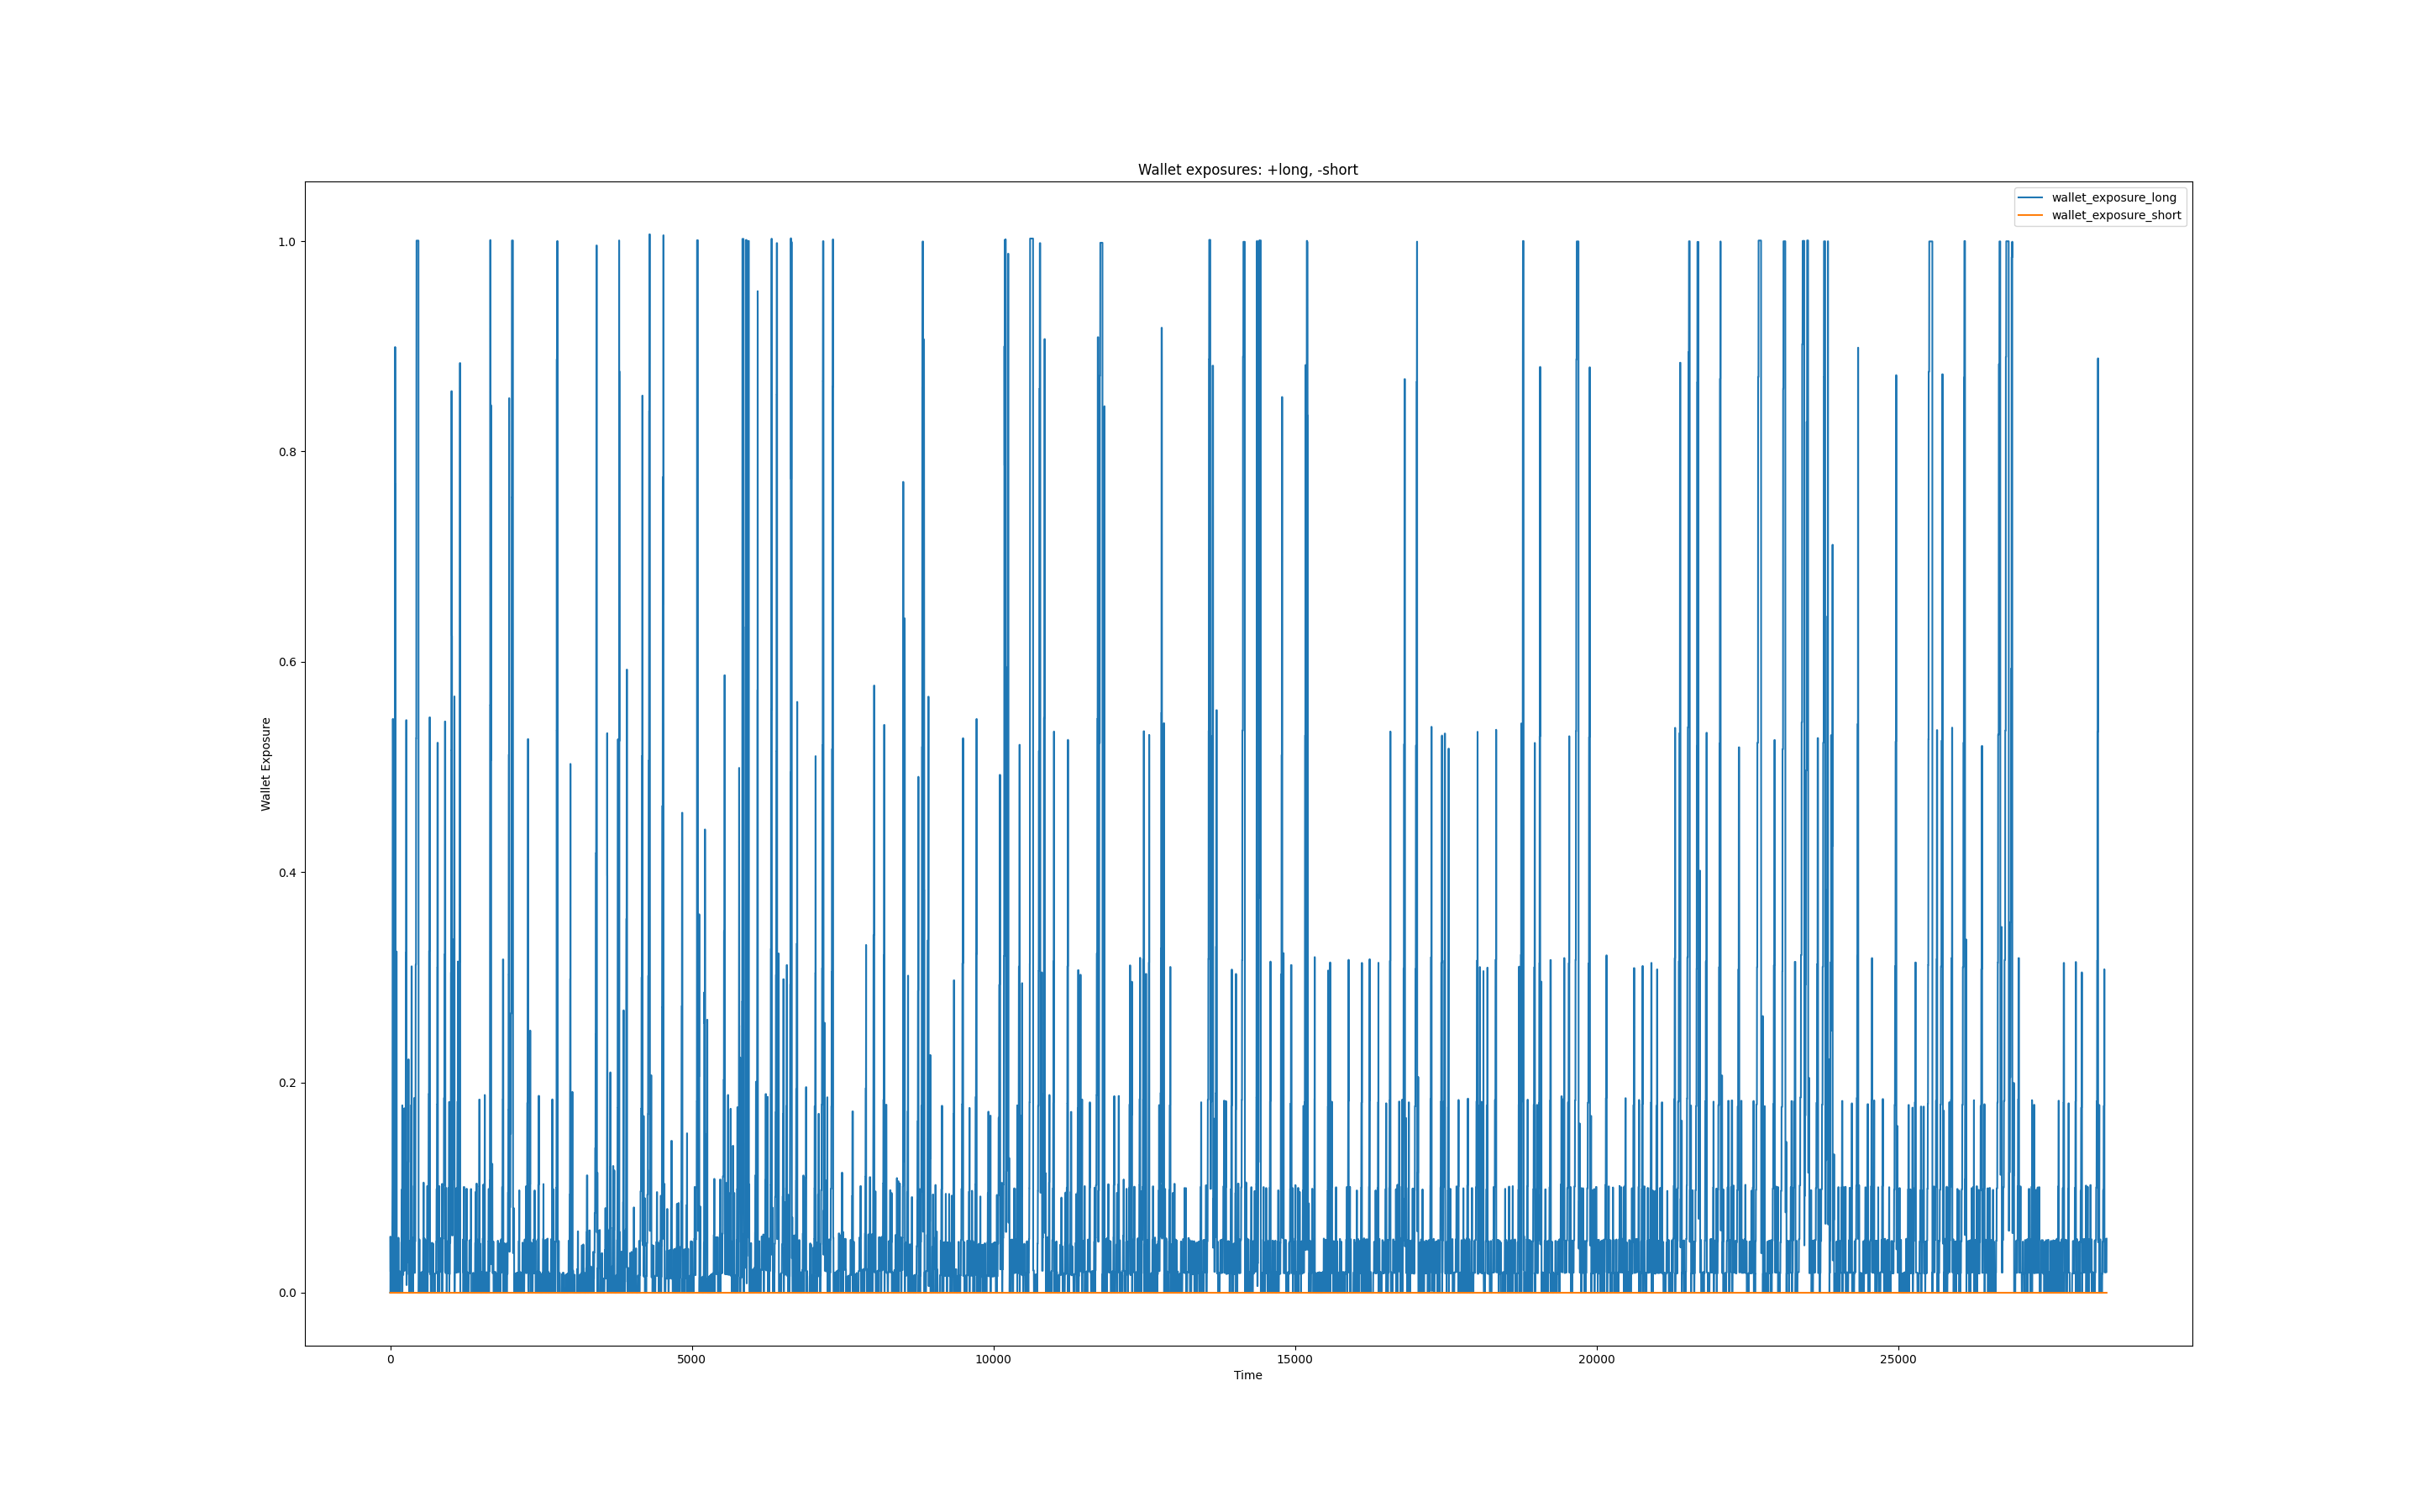 Wallet exposures: +long, -short
wallet_exposure_long
wallet_exposure_short
1.0
0.8
0.6
0.4
0.2
0.0
Wallet Exposure
0 5000 10000 15000 20000 25000
Time